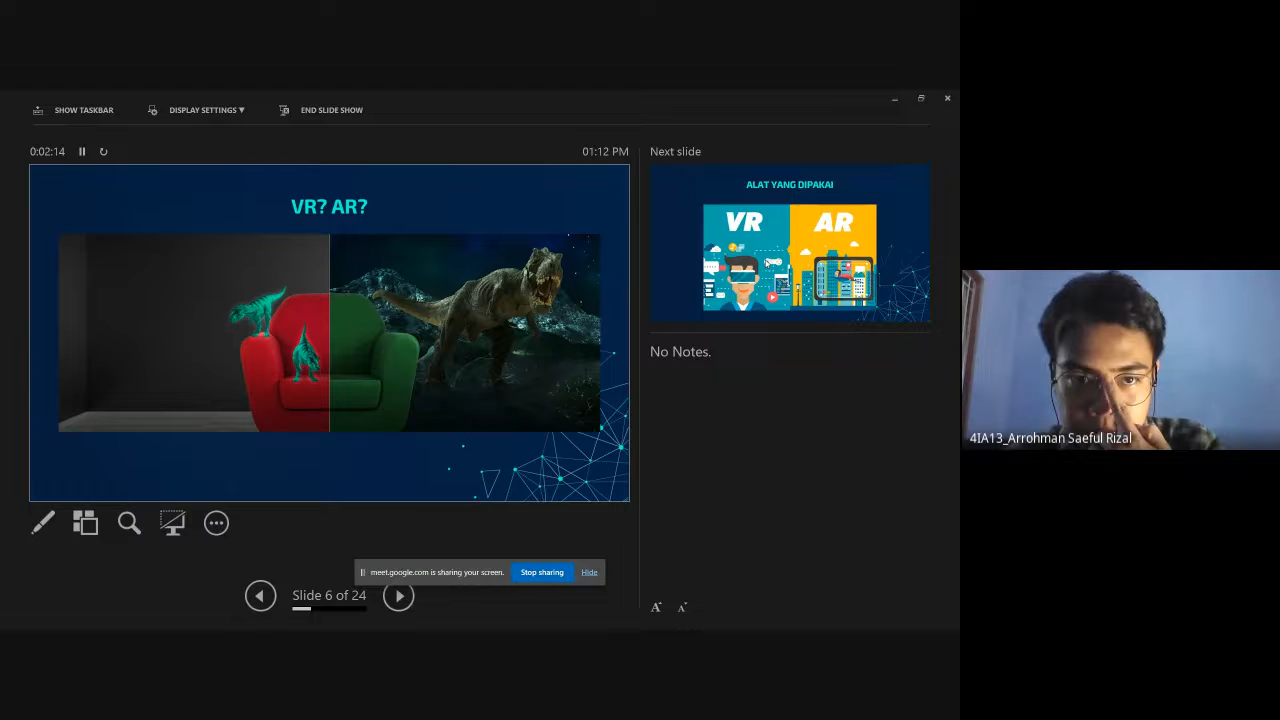 SHOW TASKBAR
DISPLAY SETTINGS ▼
END SLIDE SHOW
0:02:14
01:12 PM
Next slide
VR? AR?
ALAT YANG DIPAKAI
VR
AR
No Notes.
4IA13_Arrohman Saeful Rizal
meet.google.com is sharing your screen.
Stop sharing
Hide
Slide 6 of 24
A
A